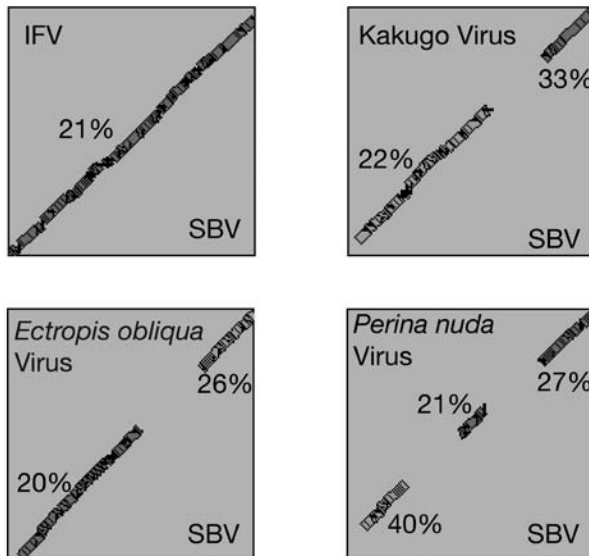 IFV
21%
SBV
Kakugo Virus
33%
22%
SBV
Ectropis obliqua
Virus
26%
20%
SBV
Perina nuda
Virus
27%
21%
40%
SBV